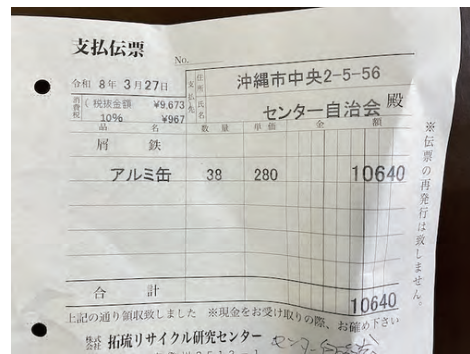 支払伝票
No.
令和 8年 3月27日
支払先 住所氏名 沖縄市中央2-5-56
消費税 ( 税抜金額 ¥9,673
10% ¥967
センター自治会 殿
品 名 数 量 単 価 金 額
屑 鉄
アルミ缶 38 280 10640
合 計 10640
上記の通り領収致しました ※現金をお受け取りの際、お確め下さい
株式会社 拓琉リサイクル研究センター
※伝票の再発行は致しません。